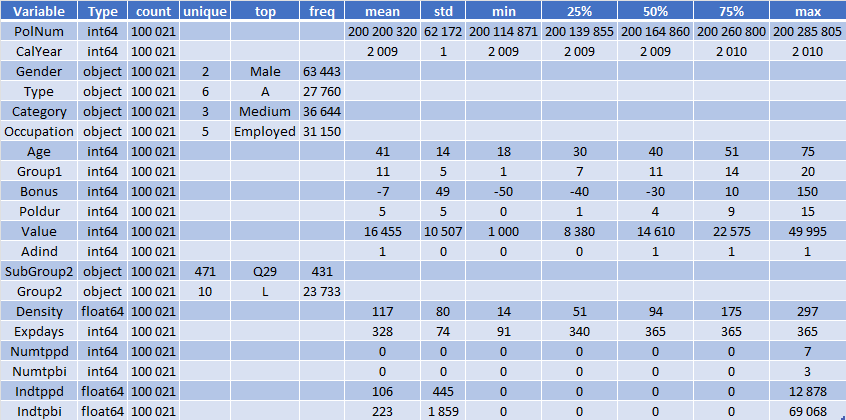 Variable Type count unique top freq mean std min 25% 50% 75% max
PolNum int64 100 021 200 200 320 62 172 200 114 871 200 139 855 200 164 860 200 260 800 200 285 805
CalYear int64 100 021 2 009 1 2 009 2 009 2 009 2 010 2 010
Gender object 100 021 2 Male 63 443
Type object 100 021 6 A 27 760
Category object 100 021 3 Medium 36 644
Occupation object 100 021 5 Employed 31 150
Age int64 100 021 41 14 18 30 40 51 75
Group1 int64 100 021 11 5 1 7 11 14 20
Bonus int64 100 021 -7 49 -50 -40 -30 10 150
Poldur int64 100 021 5 5 0 1 4 9 15
Value int64 100 021 16 455 10 507 1 000 8 380 14 610 22 575 49 995
Adind int64 100 021 1 0 0 0 1 1 1
SubGroup2 object 100 021 471 Q29 431
Group2 object 100 021 10 L 23 733
Density float64 100 021 117 80 14 51 94 175 297
Expdays int64 100 021 328 74 91 340 365 365 365
Numtppd int64 100 021 0 0 0 0 0 0 7
Numtpbi int64 100 021 0 0 0 0 0 0 3
Indtppd float64 100 021 106 445 0 0 0 0 12 878
Indtpbi float64 100 021 223 1 859 0 0 0 0 69 068